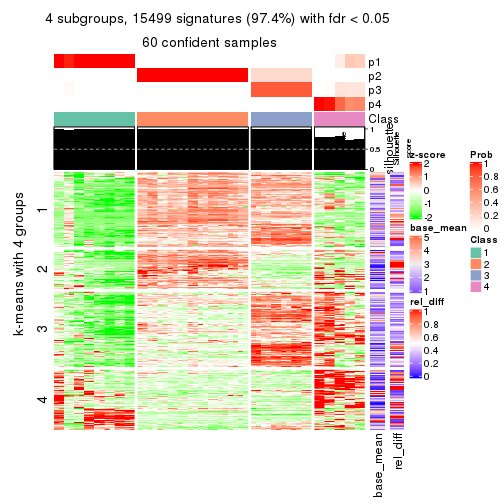 4 subgroups, 15499 signatures (97.4%) with fdr < 0.05
60 confident samples
p1
p2
p3
p4
Class
1
0.5
0
silhouette
Silhouette
score
k-means with 4 groups
1
2
3
4
base_mean
rel_diff
z-score
2
1
0
-1
-2
base_mean
5
4
3
2
1
rel_diff
1
0.8
0.6
0.4
0.2
0
Prob
1
0.8
0.6
0.4
0.2
0
Class
1
2
3
4